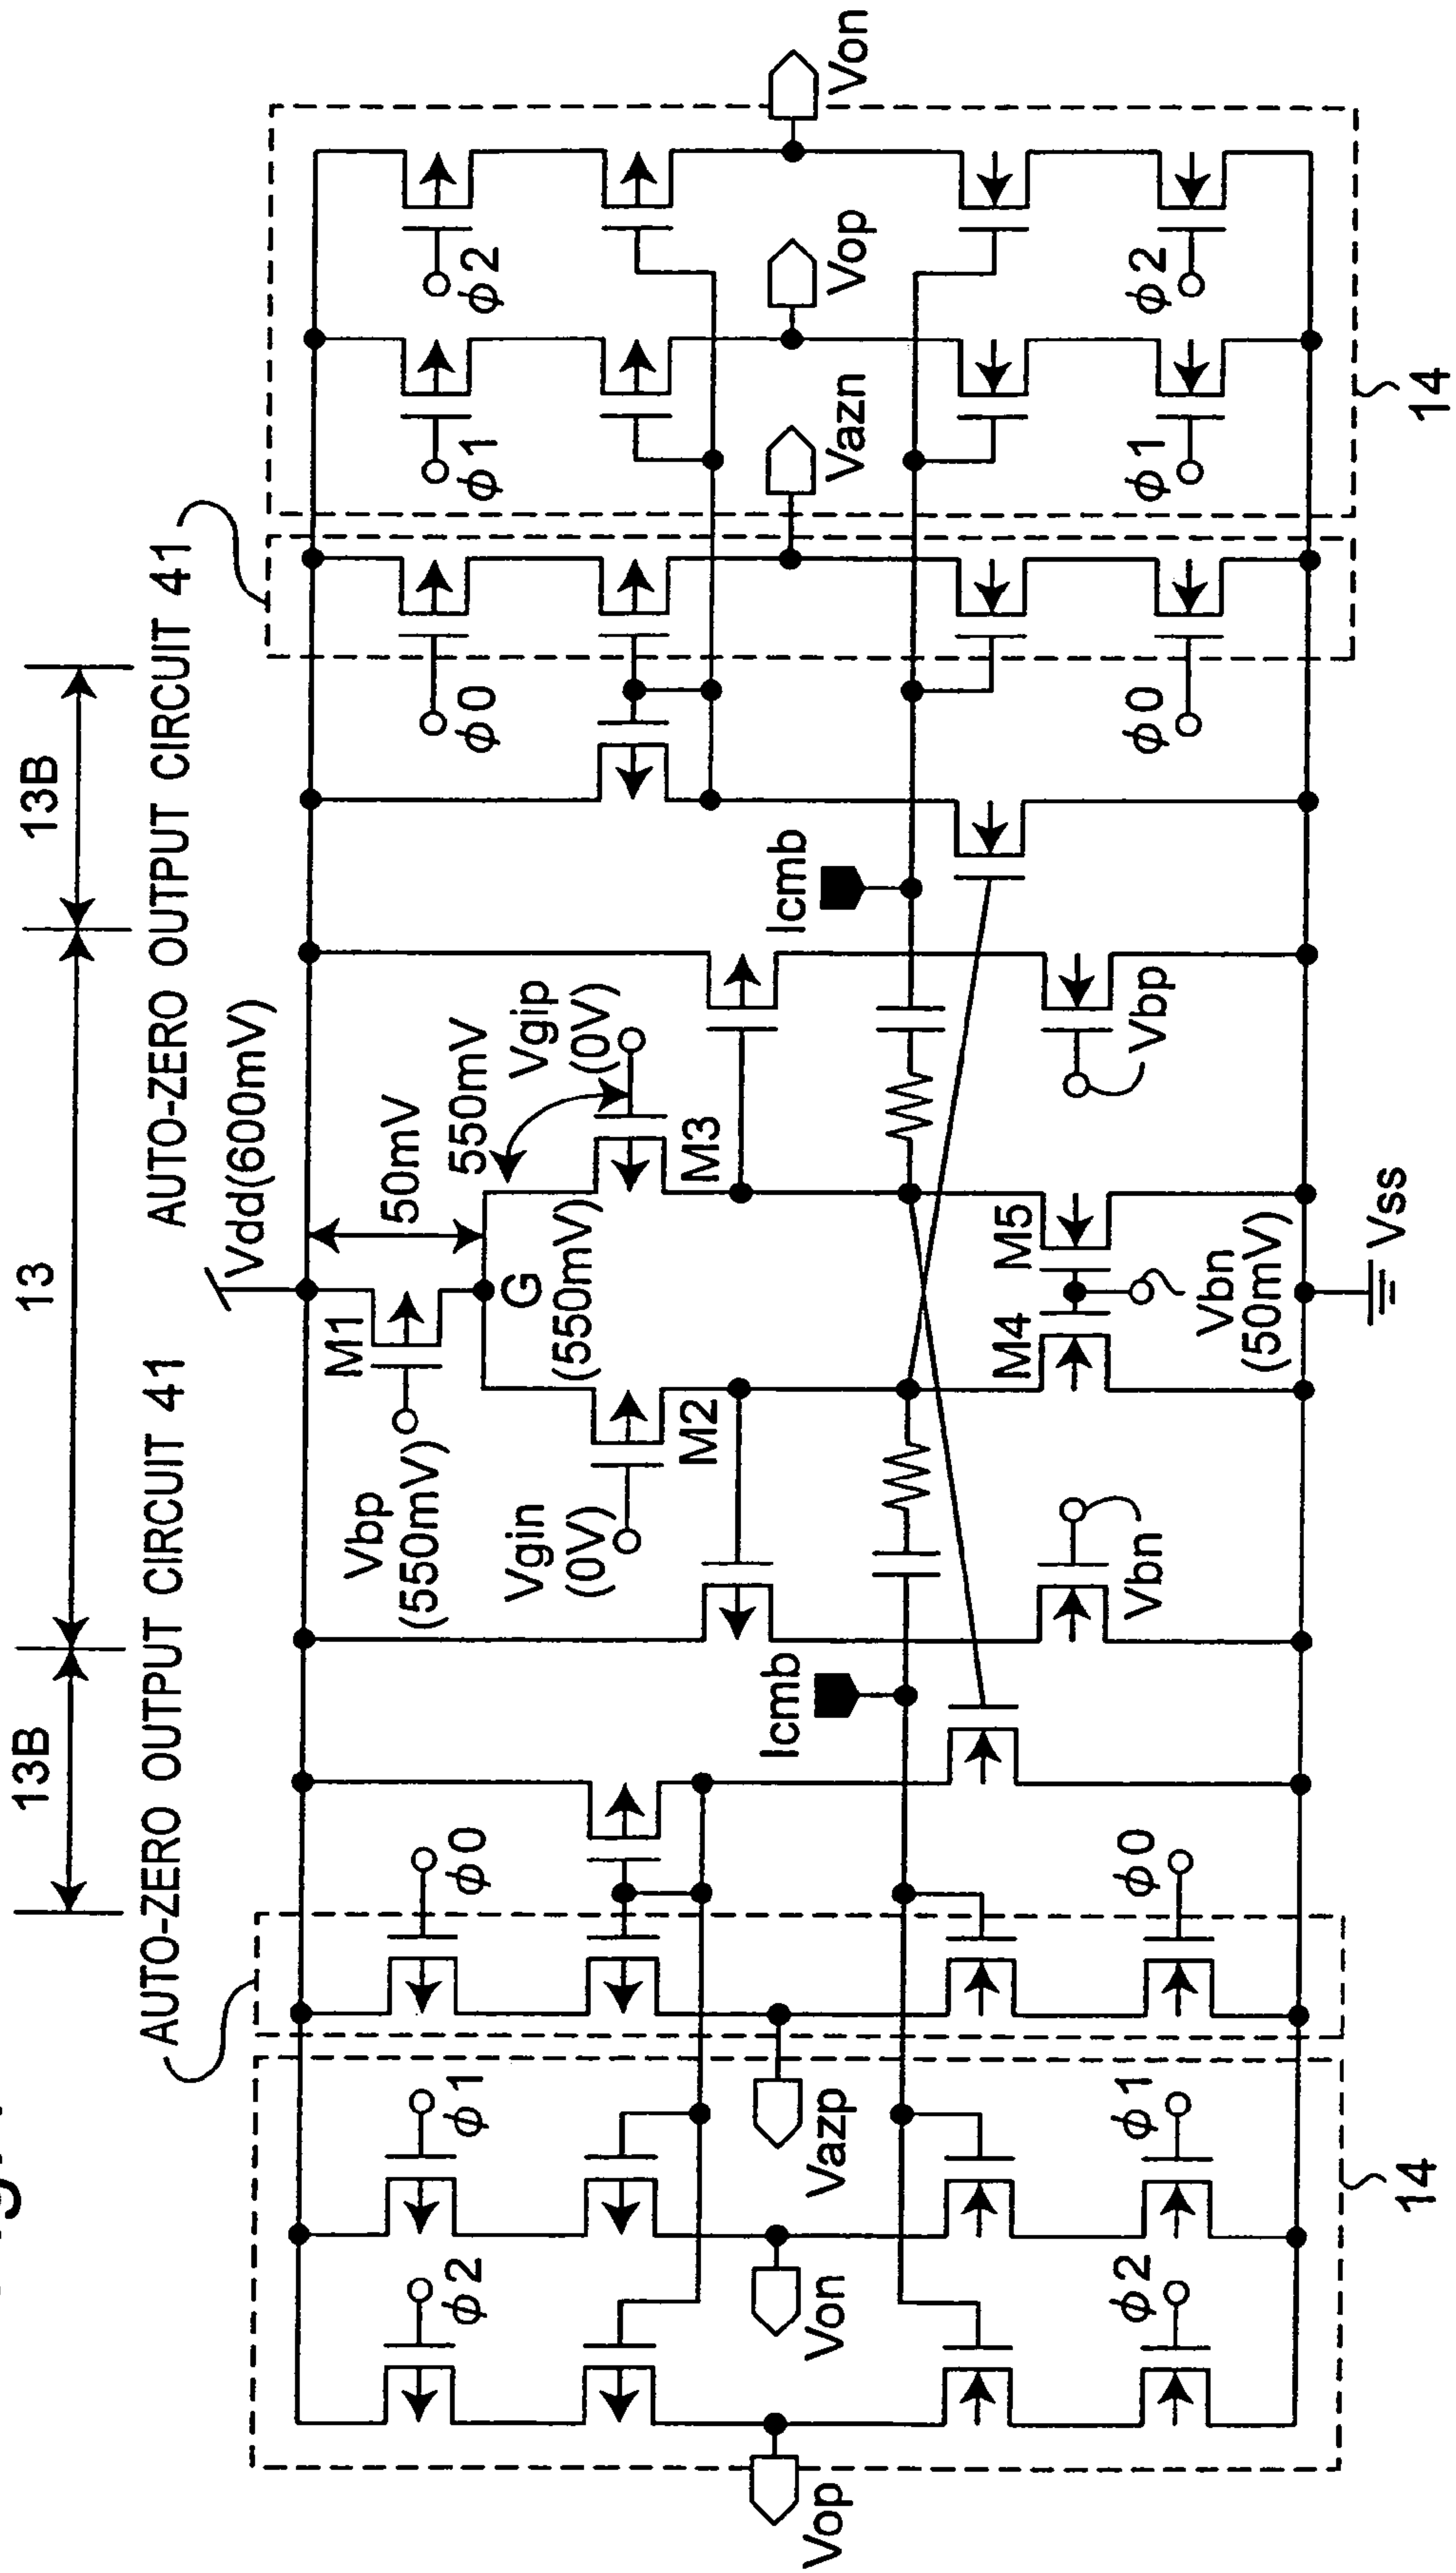 13B
13
13B
AUTO-ZERO OUTPUT CIRCUIT 41
AUTO-ZERO OUTPUT CIRCUIT 41
Vdd(600mV)
Vbp
(550mV)
M1
50mV
G
(550mV)
550mV
Vgin
(0V)
M2
M3
Vgip
(0V)
φ2
φ1
φ0
φ0
φ1
φ2
Icmb
Icmb
Vop
Von
Vazp
Vazn
Vop
Von
Vbn
M4
M5
Vbn
(50mV)
Vbp
φ2
φ1
φ0
φ0
φ1
φ2
Vss
14
14